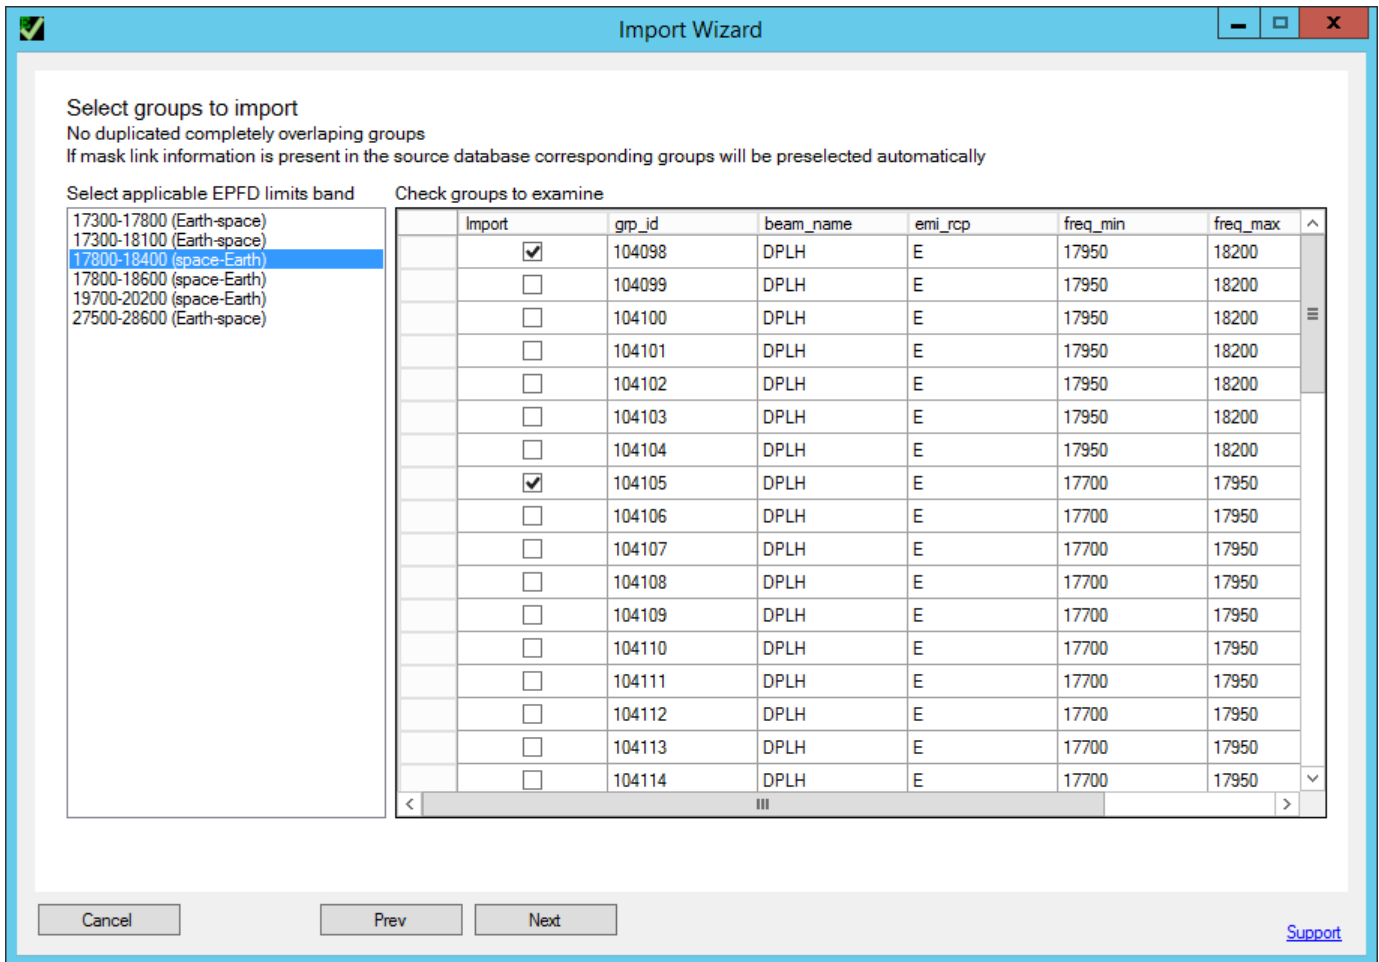 Import Wizard
Select groups to import
No duplicated completely overlaping groups
If mask link information is present in the source database corresponding groups will be preselected automatically
Select applicable EPFD limits band
17300-17800 (Earth-space)
17300-18100 (Earth-space)
17800-18400 (space-Earth)
17800-18600 (space-Earth)
19700-20200 (space-Earth)
27500-28600 (Earth-space)
Check groups to examine
Import grp_id beam_name emi_rcp freq_min freq_max
104098 DPLH E 17950 18200
104099 DPLH E 17950 18200
104100 DPLH E 17950 18200
104101 DPLH E 17950 18200
104102 DPLH E 17950 18200
104103 DPLH E 17950 18200
104104 DPLH E 17950 18200
104105 DPLH E 17700 17950
104106 DPLH E 17700 17950
104107 DPLH E 17700 17950
104108 DPLH E 17700 17950
104109 DPLH E 17700 17950
104110 DPLH E 17700 17950
104111 DPLH E 17700 17950
104112 DPLH E 17700 17950
104113 DPLH E 17700 17950
104114 DPLH E 17700 17950
Cancel Prev Next
Support